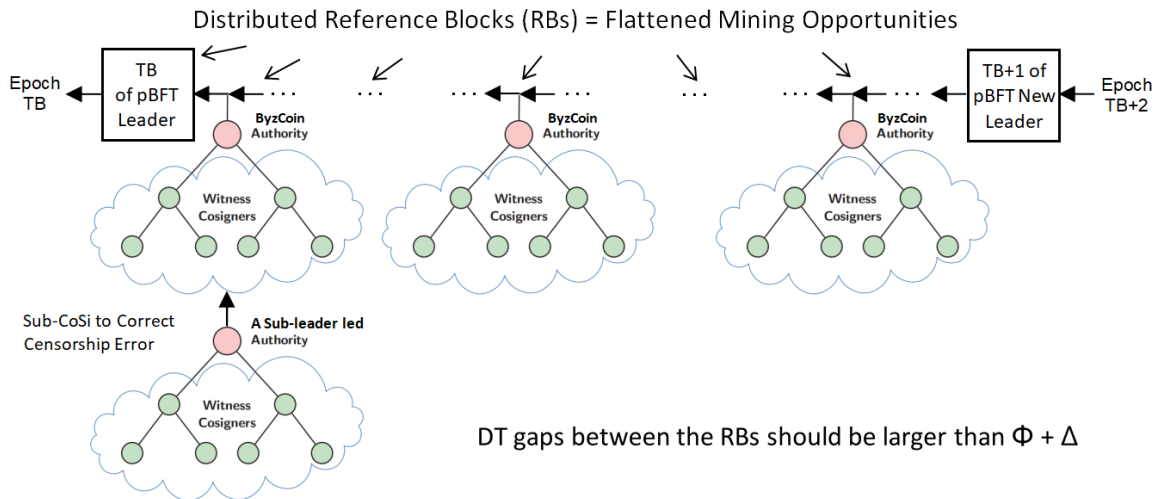 Distributed Reference Blocks (RBs) = Flattened Mining Opportunities
Epoch
TB
TB
of pBFT
Leader
...
...
...
...
...
...
...
...
TB+1 of
pBFT New
Leader
Epoch
TB+2
ByzCoin
Authority
ByzCoin
Authority
ByzCoin
Authority
Witness
Cosigners
Witness
Cosigners
Witness
Cosigners
Sub-CoSi to Correct
Censorship Error
A Sub-leader led
Authority
Witness
Cosigners
DT gaps between the RBs should be larger than Φ + Δ